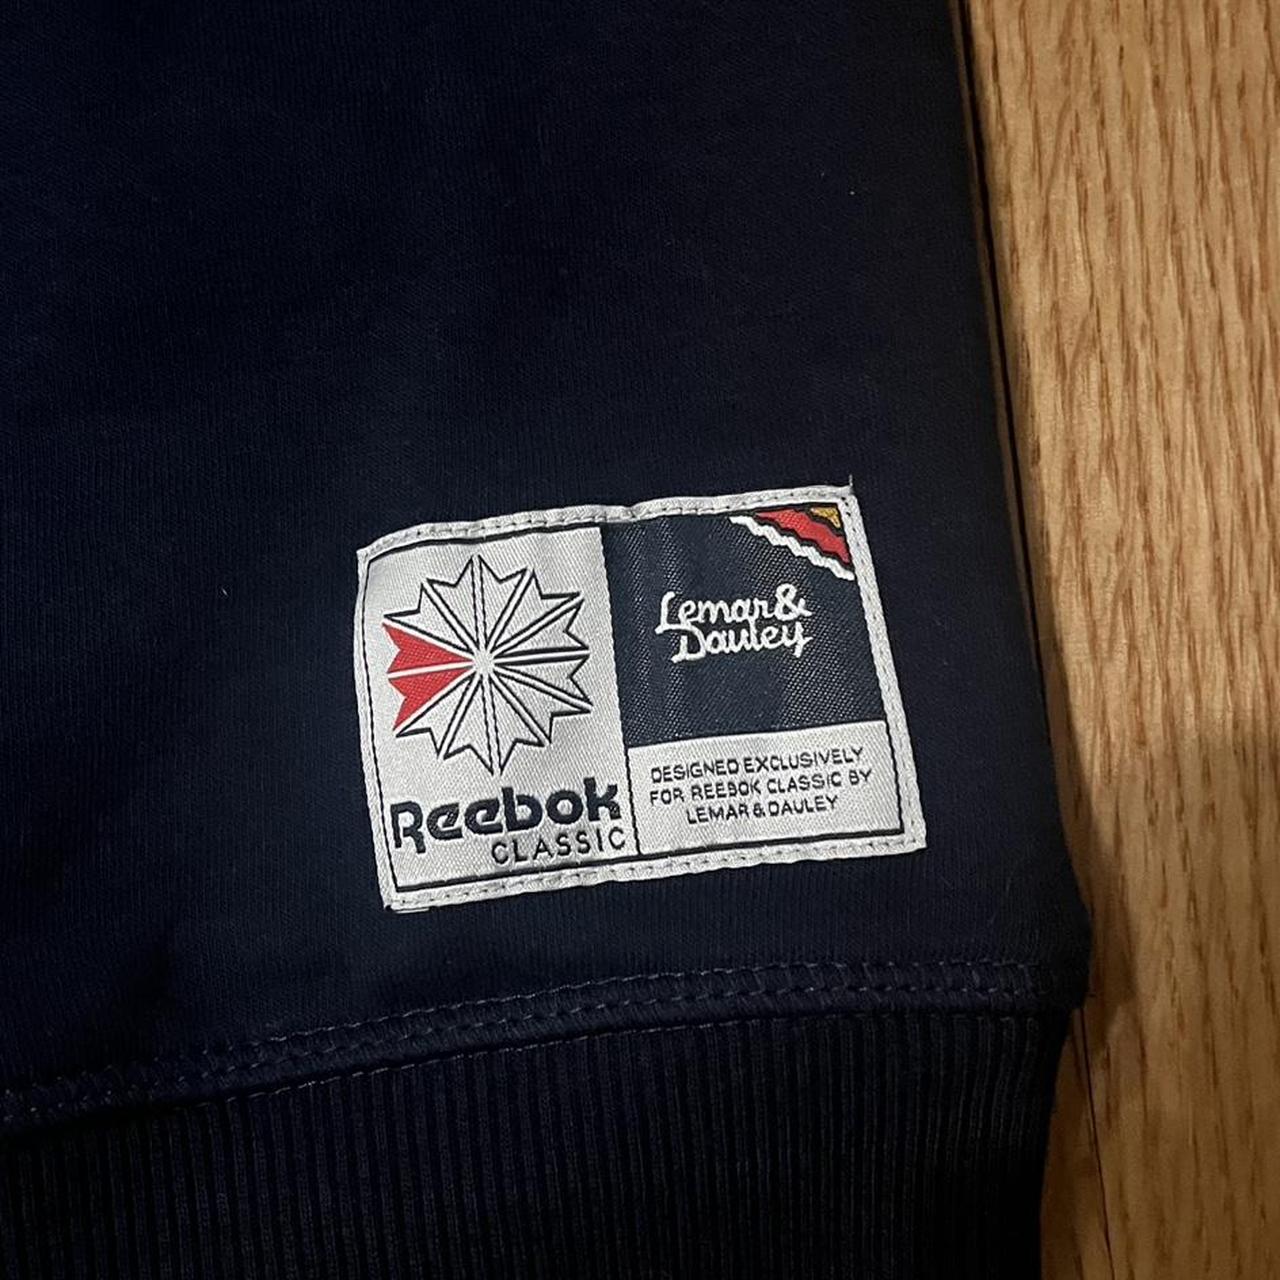 Reebok
CLASSIC
Lemar &
Dauley
DESIGNED EXCLUSIVELY
FOR REEBOK CLASSIC BY
LEMAR & DAULEY